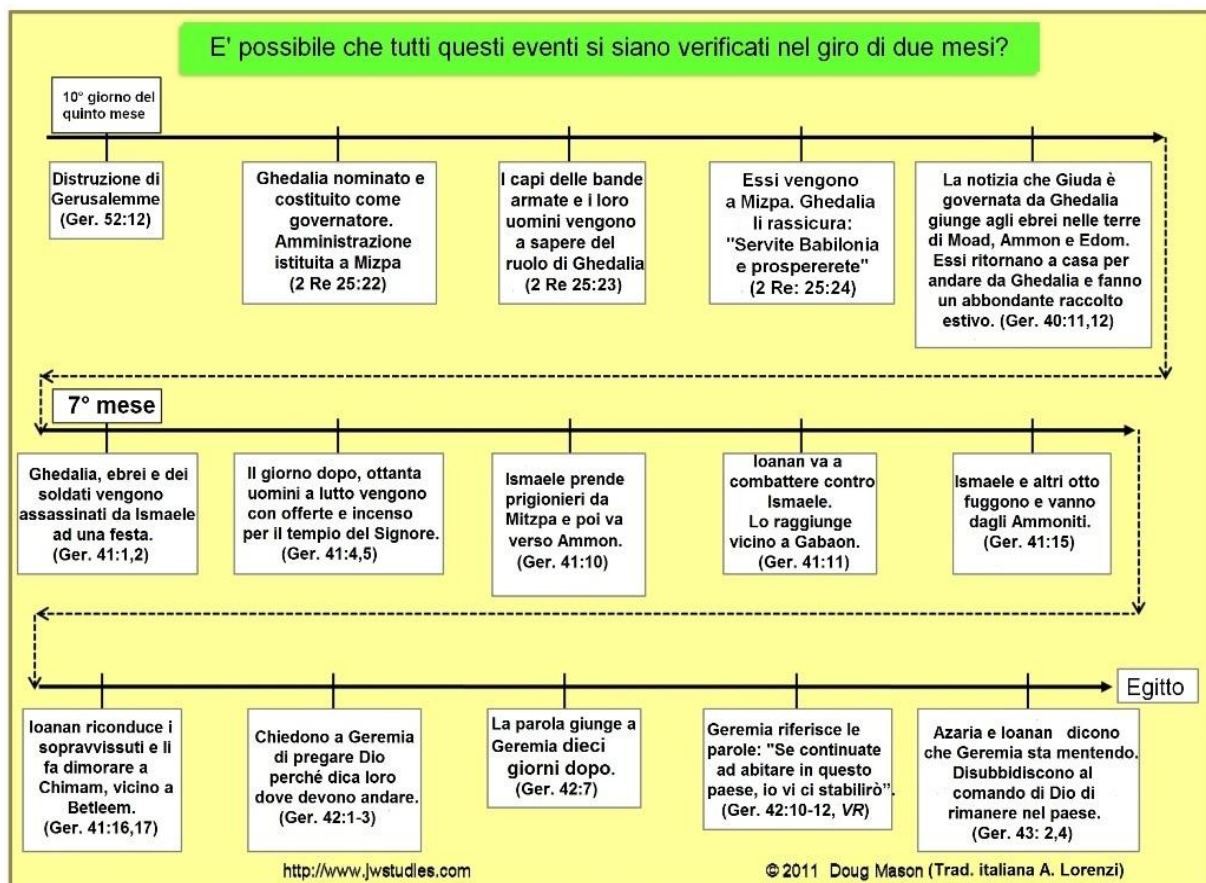 E' possibile che tutti questi eventi si siano verificati nel giro di due mesi?
10° giorno del
quinto mese
Distruzione di
Gerusalemme
(Ger. 52:12)
Ghedalia nominato e
costituito come
governatore.
Amministrazione
istituita a Mizpa
(2 Re 25:22)
I capi delle bande
armate e i loro
uomini vengono
a sapere del
ruolo di Ghedalia
(2 Re 25:23)
Essi vengono
a Mizpa. Ghedalia
li rassicura:
"Servite Babilonia
e prospererete"
(2 Re: 25:24)
La notizia che Giuda è
governata da Ghedalia
giunge agli ebrei nelle terre
di Moad, Ammon e Edom.
Essi ritornano a casa per
andare da Ghedalia e fanno
un abbondante raccolto
estivo. (Ger. 40:11,12)
7° mese
Ghedalia, ebrei e dei
soldati vengono
assassinati da Ismaele
ad una festa.
(Ger. 41:1,2)
Il giorno dopo, ottanta
uomini a lutto vengono
con offerte e incenso
per il tempio del Signore.
(Ger. 41:4,5)
Ismaele prende
prigionieri da
Mitzpa e poi va
verso Ammon.
(Ger. 41:10)
Ioanan va a
combattere contro
Ismaele.
Lo raggiunge
vicino a Gabaon.
(Ger. 41:11)
Ismaele e altri otto
fuggono e vanno
dagli Ammoniti.
(Ger. 41:15)
Egitto
Ioanan riconduce i
sopravvissuti e li
fa dimorare a
Chimam, vicino a
Betleem.
(Ger. 41:16,17)
Chiedono a Geremia
di pregare Dio
perché dica loro
dove devono andare.
(Ger. 42:1-3)
La parola giunge a
Geremia dieci
giorni dopo.
(Ger. 42:7)
Geremia riferisce le
parole: "Se continuate
ad abitare in questo
paese, io vi ci stabilirò”.
(Ger. 42:10-12, VR)
Azaria e Ioanan dicono
che Geremia sta mentendo.
Disubbidiscono al
comando di Dio di
rimanere nel paese.
(Ger. 43: 2,4)
http://www.jwstudies.com
© 2011 Doug Mason (Trad. italiana A. Lorenzi)